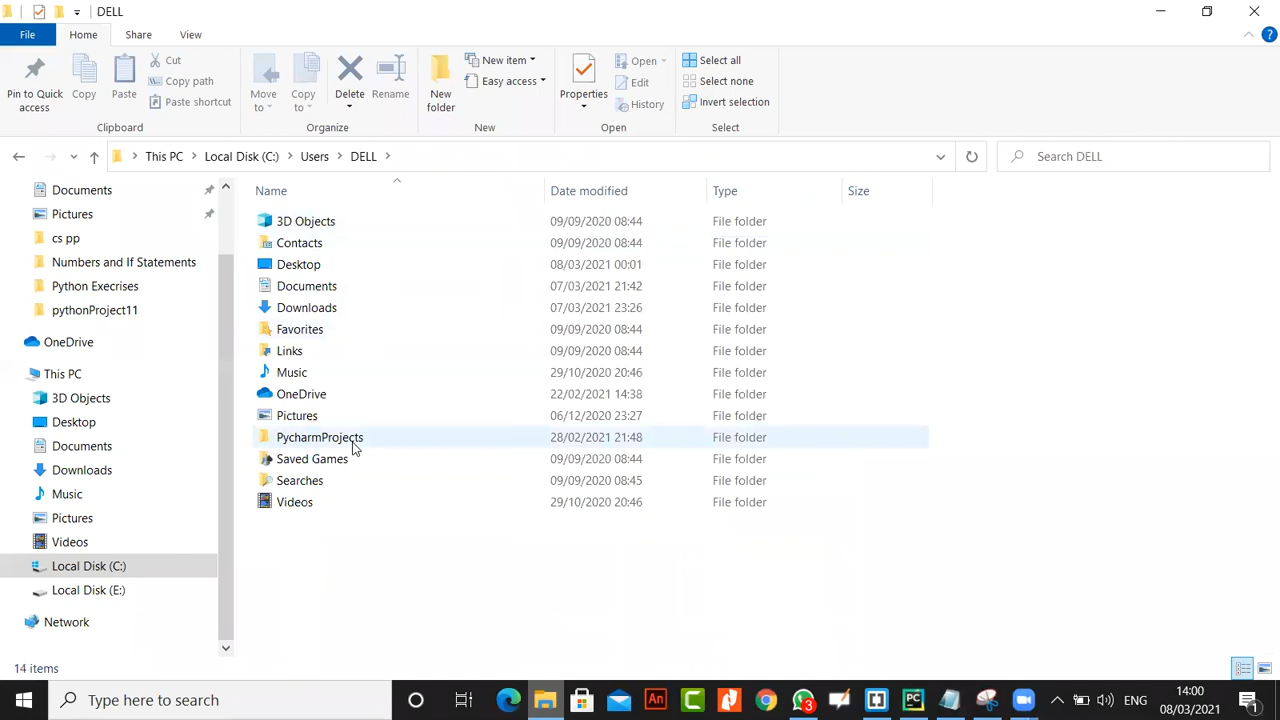 DELL
File Home Share View
Pin to Quick access
Copy
Paste
Cut
Copy path
Paste shortcut
Clipboard
Move to
Copy to
Delete
Rename
Organize
New folder
New item
Easy access
New
Properties
Open
Edit
History
Open
Select all
Select none
Invert selection
Select
This PC Local Disk (C:) Users DELL
Search DELL
Documents
Pictures
cs pp
Numbers and If Statements
Python Execrises
pythonProject11
OneDrive
This PC
3D Objects
Desktop
Documents
Downloads
Music
Pictures
Videos
Local Disk (C:)
Local Disk (E:)
Network
Name Date modified Type Size
3D Objects 09/09/2020 08:44 File folder
Contacts 09/09/2020 08:44 File folder
Desktop 08/03/2021 00:01 File folder
Documents 07/03/2021 21:42 File folder
Downloads 07/03/2021 23:26 File folder
Favorites 09/09/2020 08:44 File folder
Links 09/09/2020 08:44 File folder
Music 29/10/2020 20:46 File folder
OneDrive 22/02/2021 14:38 File folder
Pictures 06/12/2020 23:27 File folder
PycharmProjects 28/02/2021 21:48 File folder
Saved Games 09/09/2020 08:44 File folder
Searches 09/09/2020 08:45 File folder
Videos 29/10/2020 20:46 File folder
14 items
Type here to search
An
PC
3
ENG
14:00
08/03/2021
1